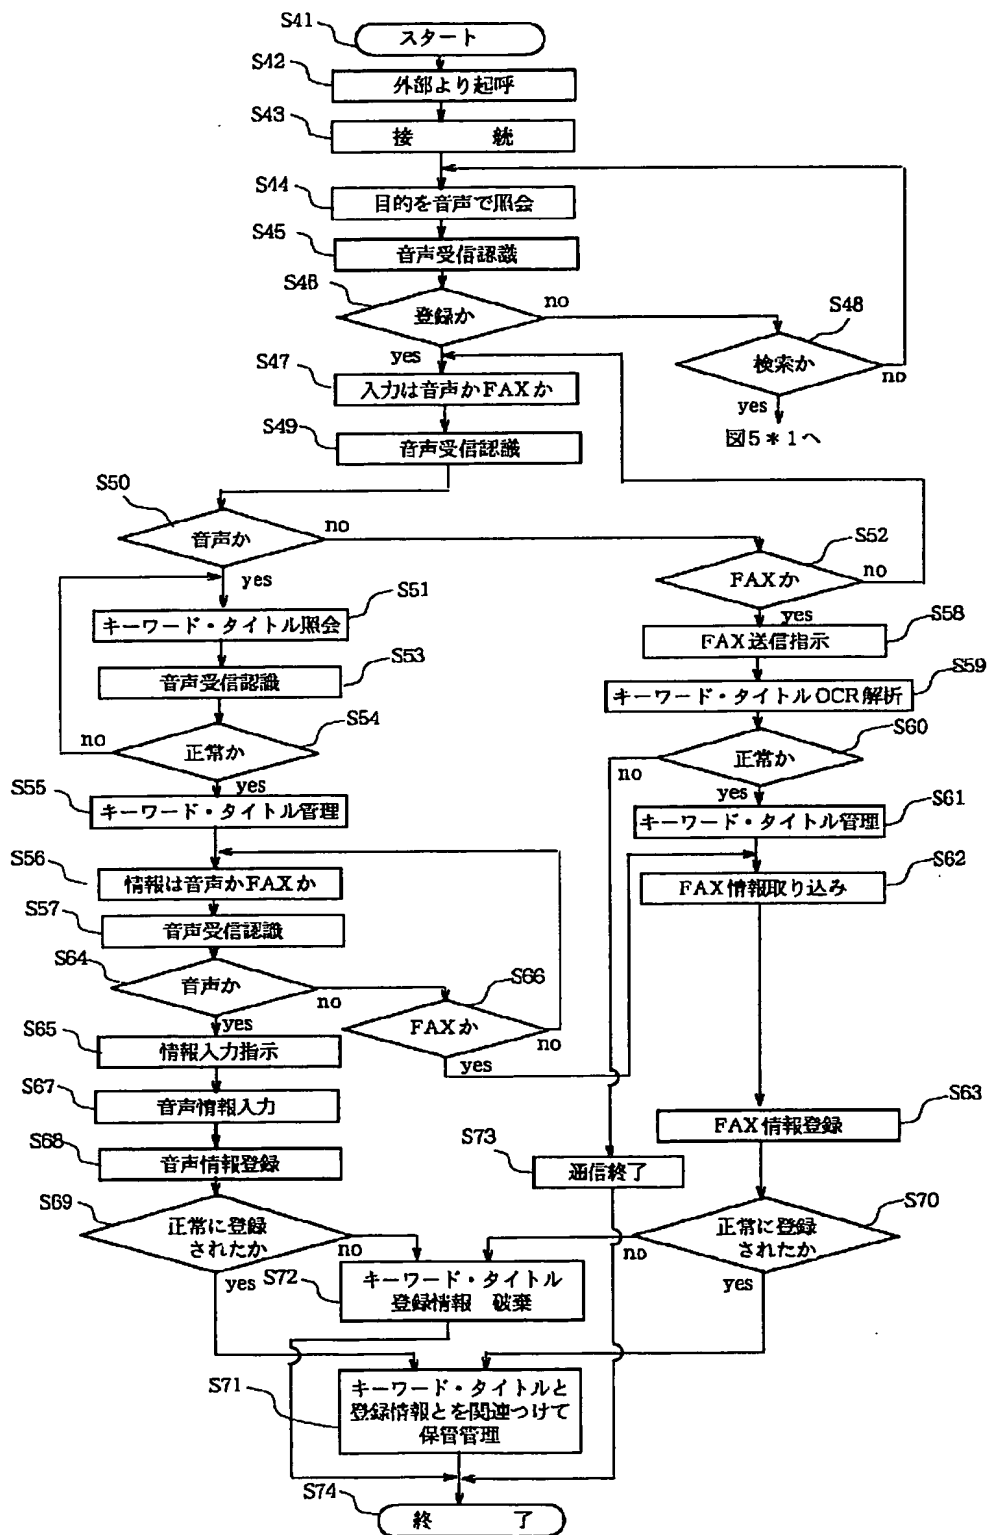 S41
スタート
S42
外部より起呼
S43
接 続
S44
目的を音声で照会
S45
音声受信認識
S46
登録か
no
yes
S48
検索か
no
yes
図5*1へ
S47
入力は音声かFAXか
S49
音声受信認識
S50
音声か
no
yes
S52
FAXか
no
yes
S51
キーワード・タイトル照会
S58
FAX送信指示
S53
音声受信認識
S59
キーワード・タイトルOCR解析
S54
正常か
no
yes
S60
正常か
no
yes
S55
キーワード・タイトル管理
S61
キーワード・タイトル管理
S56
情報は音声かFAXか
S62
FAX情報取り込み
S57
音声受信認識
S64
音声か
no
yes
S66
FAXか
no
yes
S65
情報入力指示
S67
音声情報入力
S63
FAX情報登録
S68
音声情報登録
S73
通信終了
S69
正常に登録
されたか
no
yes
S70
正常に登録
されたか
no
yes
S72
キーワード・タイトル
登録情報 破棄
S71
キーワード・タイトルと
登録情報とを関連つけて
保管管理
S74
終 了